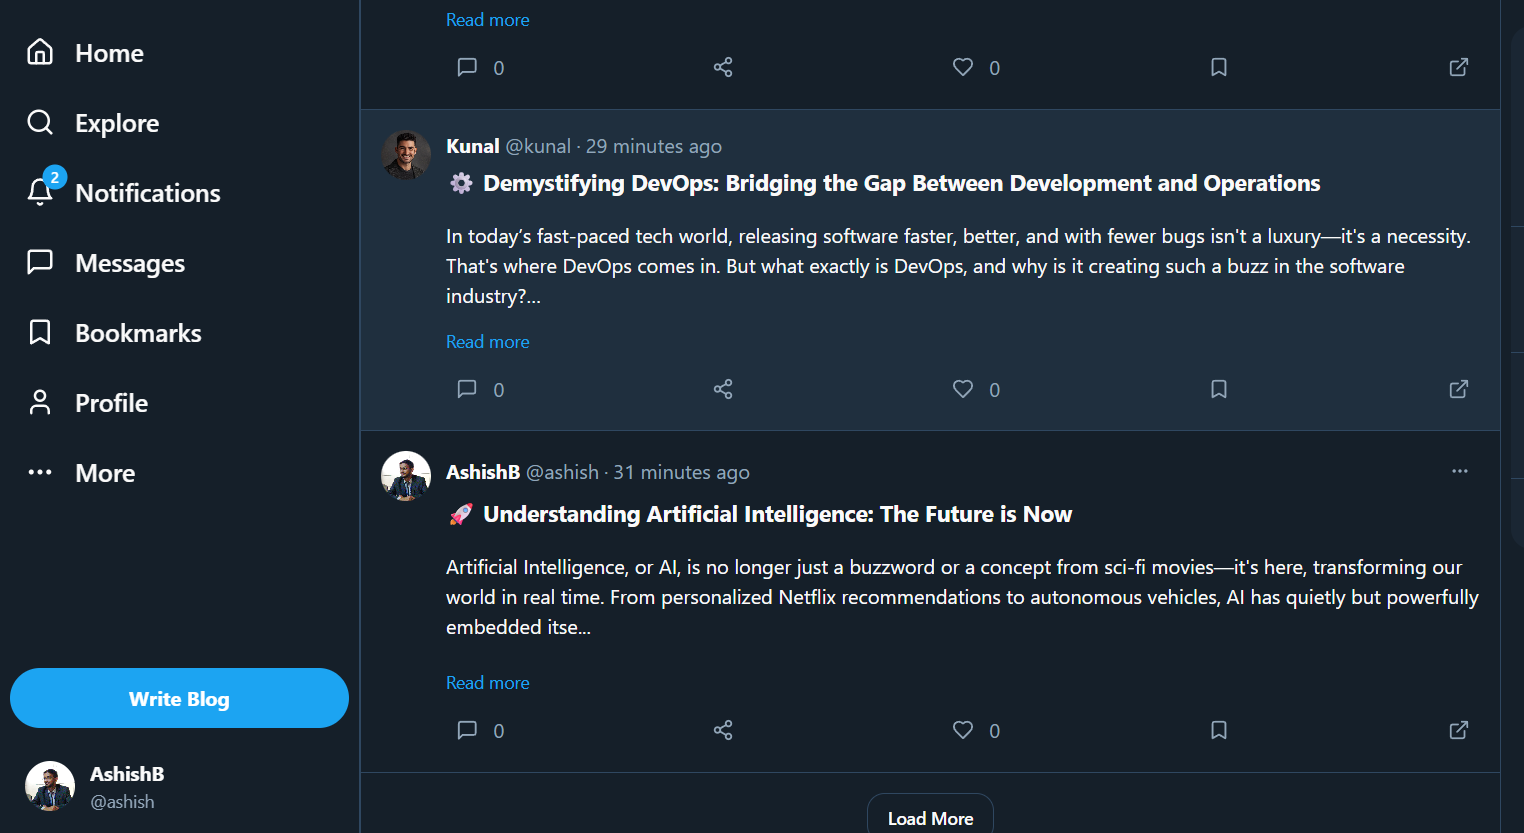 Home
Explore
2
Notifications
Messages
Bookmarks
Profile
More
Write Blog
AshishB
@ashish
Read more
0
0
Kunal @kunal · 29 minutes ago
⚙️ Demystifying DevOps: Bridging the Gap Between Development and Operations
In today’s fast-paced tech world, releasing software faster, better, and with fewer bugs isn't a luxury—it's a necessity.
That's where DevOps comes in. But what exactly is DevOps, and why is it creating such a buzz in the software
industry?...
Read more
0
0
AshishB @ashish · 31 minutes ago
🚀 Understanding Artificial Intelligence: The Future is Now
Artificial Intelligence, or AI, is no longer just a buzzword or a concept from sci-fi movies—it's here, transforming our
world in real time. From personalized Netflix recommendations to autonomous vehicles, AI has quietly but powerfully
embedded itse...
Read more
0
0
Load More